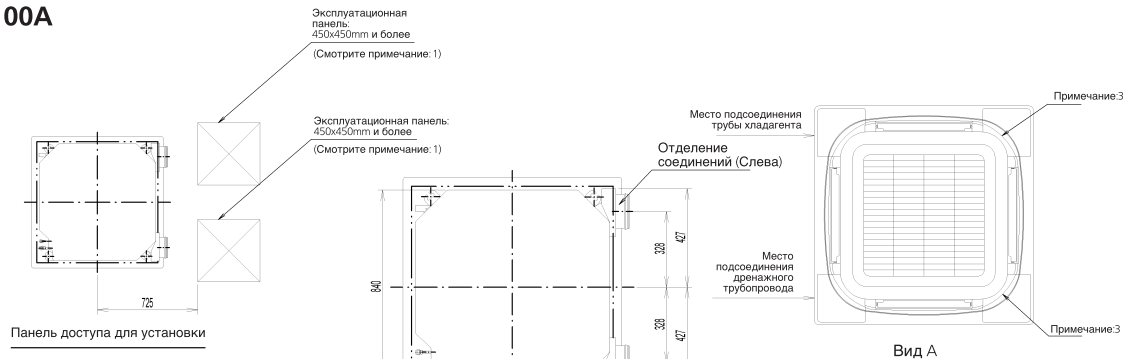 00A
Эксплуатационная
панель:
450x450mm и более
(Смотрите примечание: 1)
Эксплуатационная панель:
450x450mm и более
(Смотрите примечание: 1)
725
Панель доступа для установки
Отделение
соединений (Слева)
840
328
427
328
427
Место подсоединения
трубы хладагента
Примечание:3
Место
подсоединения
дренажного
трубопровода
Примечание:3
Вид А